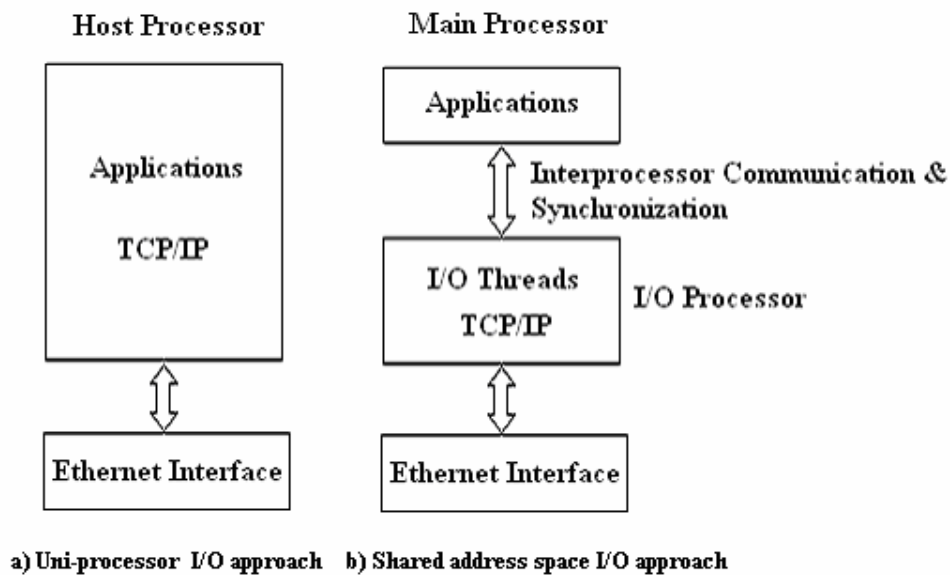 Host Processor
Applications
TCP/IP
Ethernet Interface
a) Uni-processor I/O approach
Main Processor
Applications
Interprocessor Communication &
Synchronization
I/O Threads
TCP/IP
I/O Processor
Ethernet Interface
b) Shared address space I/O approach